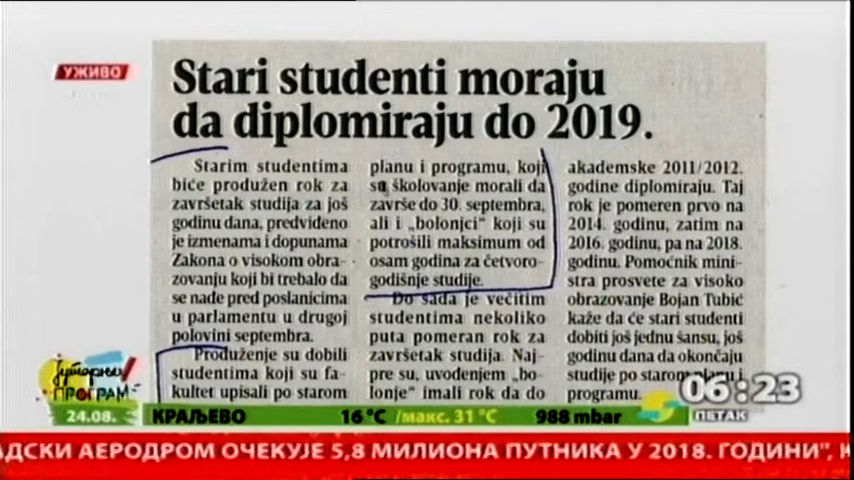 УЖИВО
Stari studenti moraju
da diplomiraju do 2019.
Starim studentima
biće produžen rok za
završetak studija za još
godinu dana, predviđeno
je izmenama i dopunama
Zakona o visokom obra-
zovanju koji bi trebalo da
se nađe pred poslanicima
u parlamentu u drugoj
polovini septembra.
Produženje su dobili
studentima koji su fa-
kultet upisali po starom
planu i programu, koji
su školovanje morali da
završe do 30. septembra,
ali i „bolonjci“ koji su
potrošili maksimum od
osam godina za četvoro-
godišnje studije.
Do sada je večitim
studentima nekoliko
puta pomeran rok za
završetak studija. Naj-
pre su, uvođenjem „bo-
lonje“ imali rok da do
akademske 2011/2012.
godine diplomiraju. Taj
rok je pomeren prvo na
2014. godinu, zatim na
2016. godinu, pa na 2018.
godinu. Pomoćnik mini-
stra prosvete za visoko
obrazovanje Bojan Tubić
kaže da će stari studenti
dobiti još jednu šansu, još
godinu dana da okončaju
studije po starom planu i
programu.
Јутарњи!
ПРОГРАМ
06:23
24.08. КРАЉЕВО 16°C /макс. 31°C 988 mbar ПЕТАК
АДСКИ АЕРОДРОМ ОЧЕКУЈЕ 5,8 МИЛИОНА ПУТНИКА У 2018. ГОДИНИ", К